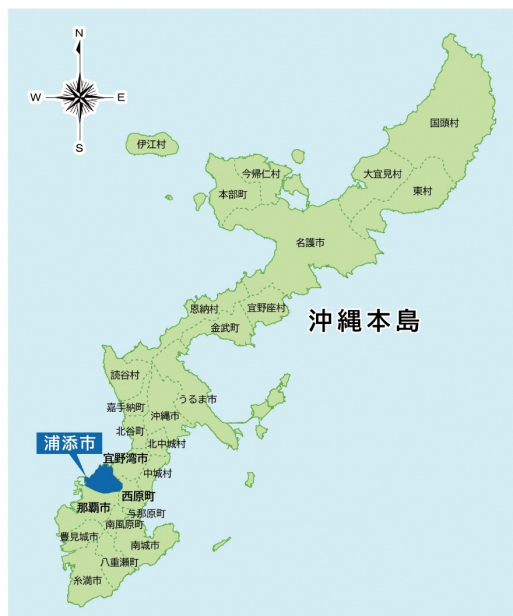 N
W
E
S
国頭村
伊江村
今帰仁村
大宜見村
本部町
東村
名護市
恩納村
宜野座村
金武町
沖縄本島
読谷村
うるま市
嘉手納町
沖縄市
北谷町
北中城村
浦添市
宜野湾市
中城村
西原町
那覇市
与那原町
南風原町
豊見城市
南城市
八重瀬町
糸満市